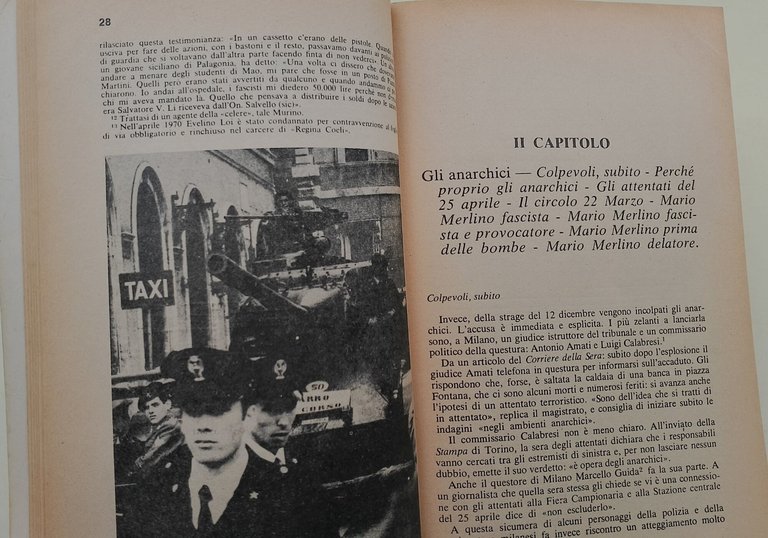 28
rilasciato questa testimonianza: «In un cassetto c'erano delle pistole. Quando
usciva per fare delle azioni, con i bastoni e il resto, passavamo davanti ai
di guardia che si voltavano dall'altra parte facendo finta di non vederci» Un
un giovane siciliano di Palagonia, ha detto: «Una volta ci dissero che
andare a menare degli studenti di Mao, mi pare che fosse in un posto di
Martini. Quelli però erano stati avvertiti da qualcuno e quando andammo ci
chiarono. Io andai all'ospedale, i fascisti mi diedero 50.000 lire perché non
chi mi aveva mandato là. Quello che pensava a distribuire i soldi dopo le
era Salvatore V. Li riceveva dall'On. Salvello (sic)».
12 Trattasi di un agente della «celere», tale Murino.
13 Nell'aprile 1970 Evelino Loi è stato condannato per contravvenzione al
di via obbligatorio e rinchiuso nel carcere di «Regina Coeli».
TAXI
50
CORSO
II CAPITOLO
Gli anarchici — Colpevoli, subito - Perché
proprio gli anarchici - Gli attentati del
25 aprile - Il circolo 22 Marzo - Mario
Merlino fascista - Mario Merlino fasci-
sta e provocatore - Mario Merlino prima
delle bombe - Mario Merlino delatore.
Colpevoli, subito
Invece, della strage del 12 dicembre vengono incolpati gli anar-
chici. L'accusa è immediata e esplicita. I più zelanti a lanciarla
sono, a Milano, un giudice istruttore del tribunale e un commissario
politico della questura: Antonio Amati e Luigi Calabresi.1
Da un articolo del Corriere della Sera: subito dopo l'esplosione il
giudice Amati telefona in questura per informarsi sull'accaduto. Gli
rispondono che, forse, è saltata la caldaia di una banca in piazza
Fontana, che ci sono alcuni morti e numerosi feriti: si avanza anche
l'ipotesi di un attentato terroristico. «Sono dell'idea che si tratti di
in attentato», replica il magistrato, e consiglia di iniziare subito le
indagini «negli ambienti anarchici».
Il commissario Calabresi non è meno chiaro. All'inviato della
Stampa di Torino, la sera degli attentati dichiara che i responsabili
vanno cercati tra gli estremisti di sinistra e, per non lasciare nessun
dubbio, emette il suo verdetto: «è opera degli anarchici».
Anche il questore di Milano Marcello Guida2 fa la sua parte. A
un giornalista che quella sera stessa gli chiede se vi è una connessio-
ne con gli attentati alla Fiera Campionaria e alla Stazione centrale
del 25 aprile dice di «non escluderlo».
A questa sicumera di alcuni personaggi della polizia e della
milanesi fa invece riscontro un atteggiamento molto